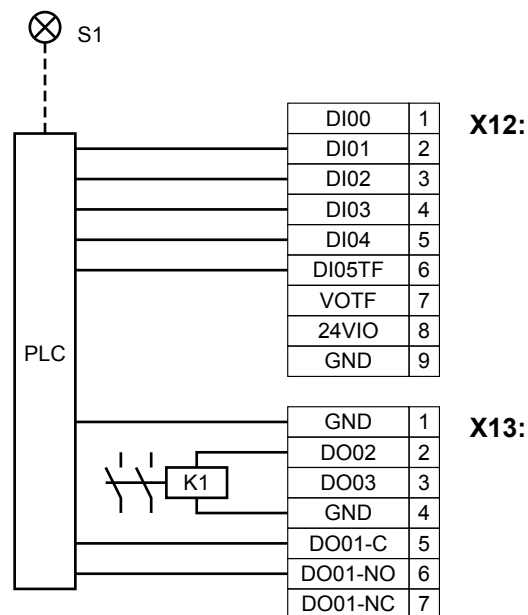 S1
X12:
DI00 1
DI01 2
DI02 3
DI03 4
DI04 5
DI05TF 6
VOTF 7
24VIO 8
GND 9
PLC
X13:
GND 1
DO02 2
K1
DO03 3
GND 4
DO01-C 5
DO01-NO 6
DO01-NC 7